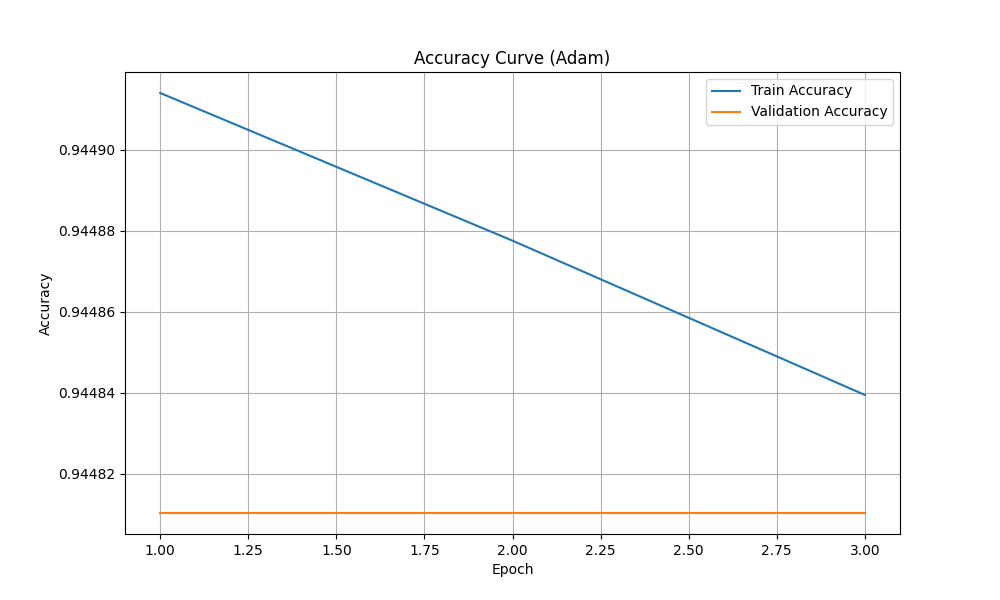 Accuracy Curve (Adam)
Train Accuracy
Validation Accuracy
0.94490
0.94488
0.94486
0.94484
0.94482
Accuracy
1.00 1.25 1.50 1.75 2.00 2.25 2.50 2.75 3.00
Epoch